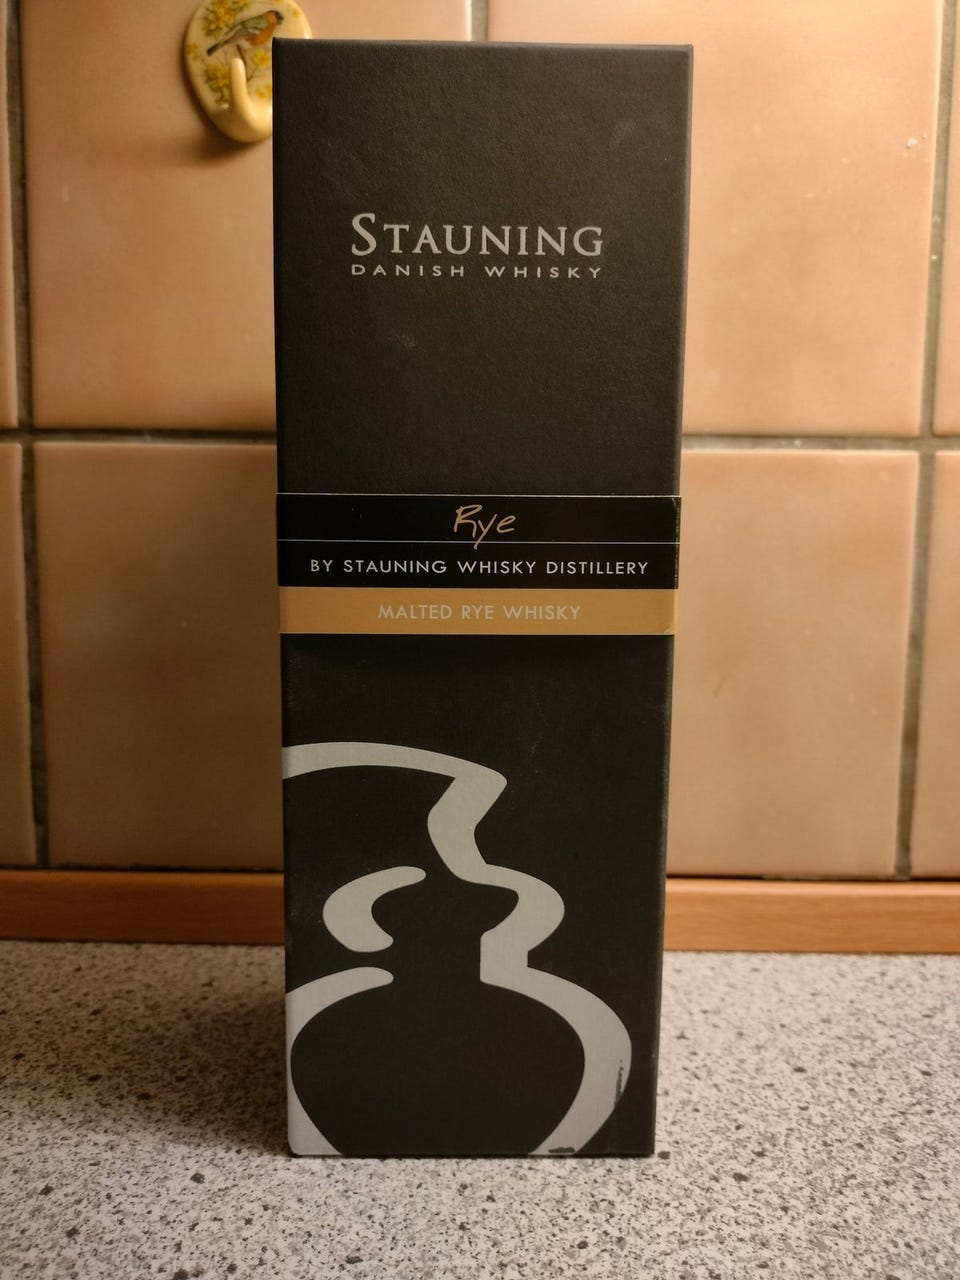 STAUNING
DANISH WHISKY
Rye
BY STAUNING WHISKY DISTILLERY
MALTED RYE WHISKY